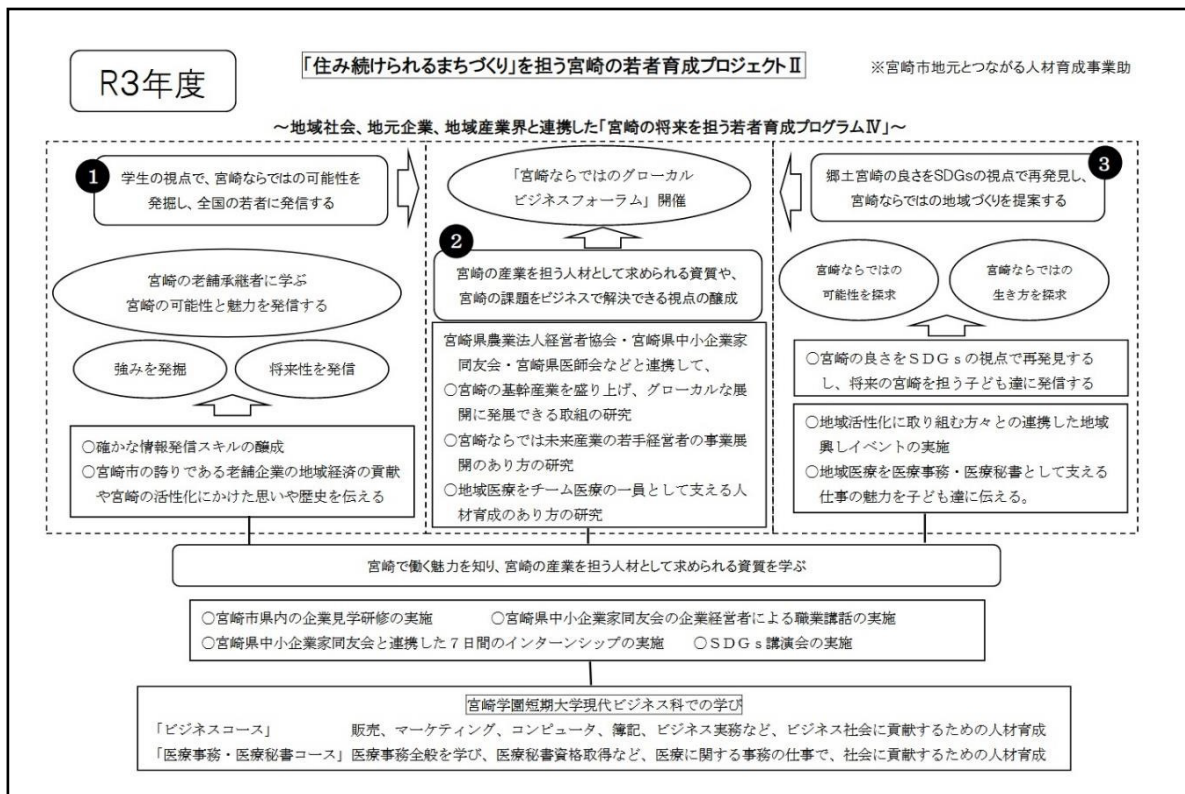 R3年度
「住み続けられるまちづくり」を担う宮崎の若者育成プロジェクトⅡ
※宮崎市地元とつながる人材育成事業助
～地域社会、地元企業、地域産業界と連携した「宮崎の将来を担う若者育成プログラムⅣ」～
1
学生の視点で、宮崎ならではの可能性を
発掘し、全国の若者に発信する
宮崎の老舗承継者に学ぶ
宮崎の可能性と魅力を発信する
強みを発掘
将来性を発信
○確かな情報発信スキルの醸成
○宮崎市の誇りである老舗企業の地域経済の貢献
や宮崎の活性化にかけた思いや歴史を伝える
「宮崎ならではのグローカル
ビジネスフォーラム」開催
2
宮崎の産業を担う人材として求められる資質や、
宮崎の課題をビジネスで解決できる視点の醸成
宮崎県農業法人経営者協会・宮崎県中小企業家
同友会・宮崎県医師会などと連携して、
○宮崎の基幹産業を盛り上げ、グローカルな展
開に発展できる取組の研究
○宮崎ならでは未来産業の若手経営者の事業展
開のあり方の研究
○地域医療をチーム医療の一員として支える人
材育成のあり方の研究
3
郷土宮崎の良さをSDGsの視点で再発見し、
宮崎ならではの地域づくりを提案する
宮崎ならではの
可能性を探求
宮崎ならではの
生き方を探求
○宮崎の良さをSDGsの視点で再発見する
し、将来の宮崎を担う子ども達に発信する
○地域活性化に取り組む方々との連携した地域
興しイベントの実施
○地域医療を医療事務・医療秘書として支える
仕事の魅力を子ども達に伝える。
宮崎で働く魅力を知り、宮崎の産業を担う人材として求められる資質を学ぶ
○宮崎市県内の企業見学研修の実施 ○宮崎県中小企業家同友会の企業経営者による職業講話の実施
○宮崎県中小企業家同友会と連携した7日間のインターンシップの実施 ○SDGs講演会の実施
宮崎学園短期大学現代ビジネス科での学び
「ビジネスコース」 販売、マーケティング、コンピュータ、簿記、ビジネス実務など、ビジネス社会に貢献するための人材育成
「医療事務・医療秘書コース」医療事務全般を学び、医療秘書資格取得など、医療に関する事務の仕事で、社会に貢献するための人材育成